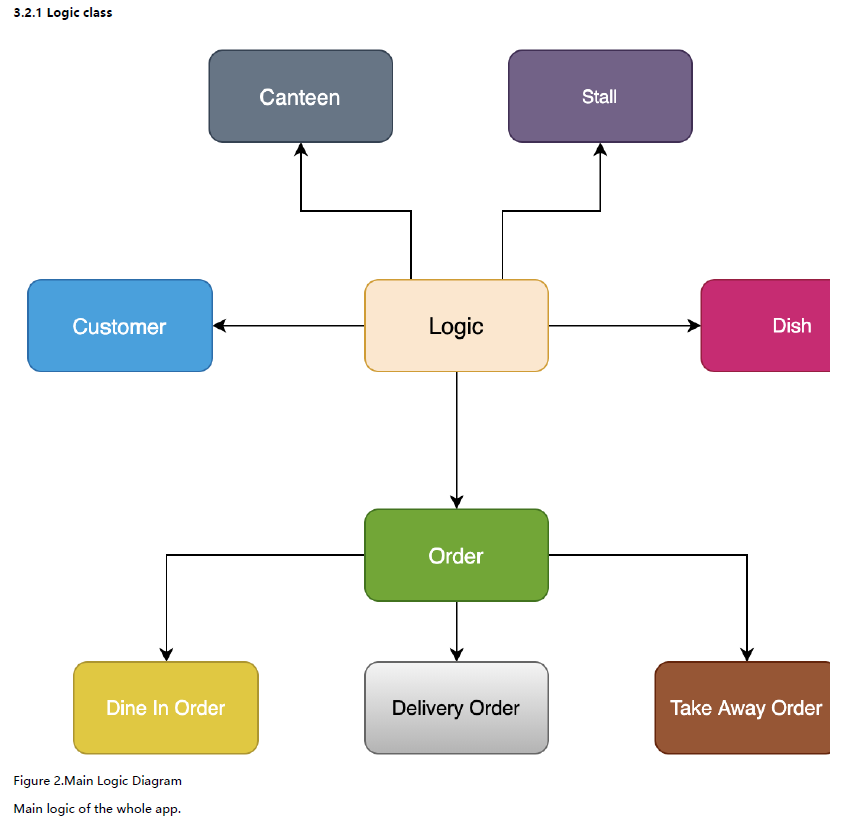 3.2.1 Logic class
Canteen
Stall
Customer
Logic
Dish
Order
Dine In Order
Delivery Order
Take Away Order
Figure 2.Main Logic Diagram
Main logic of the whole app.